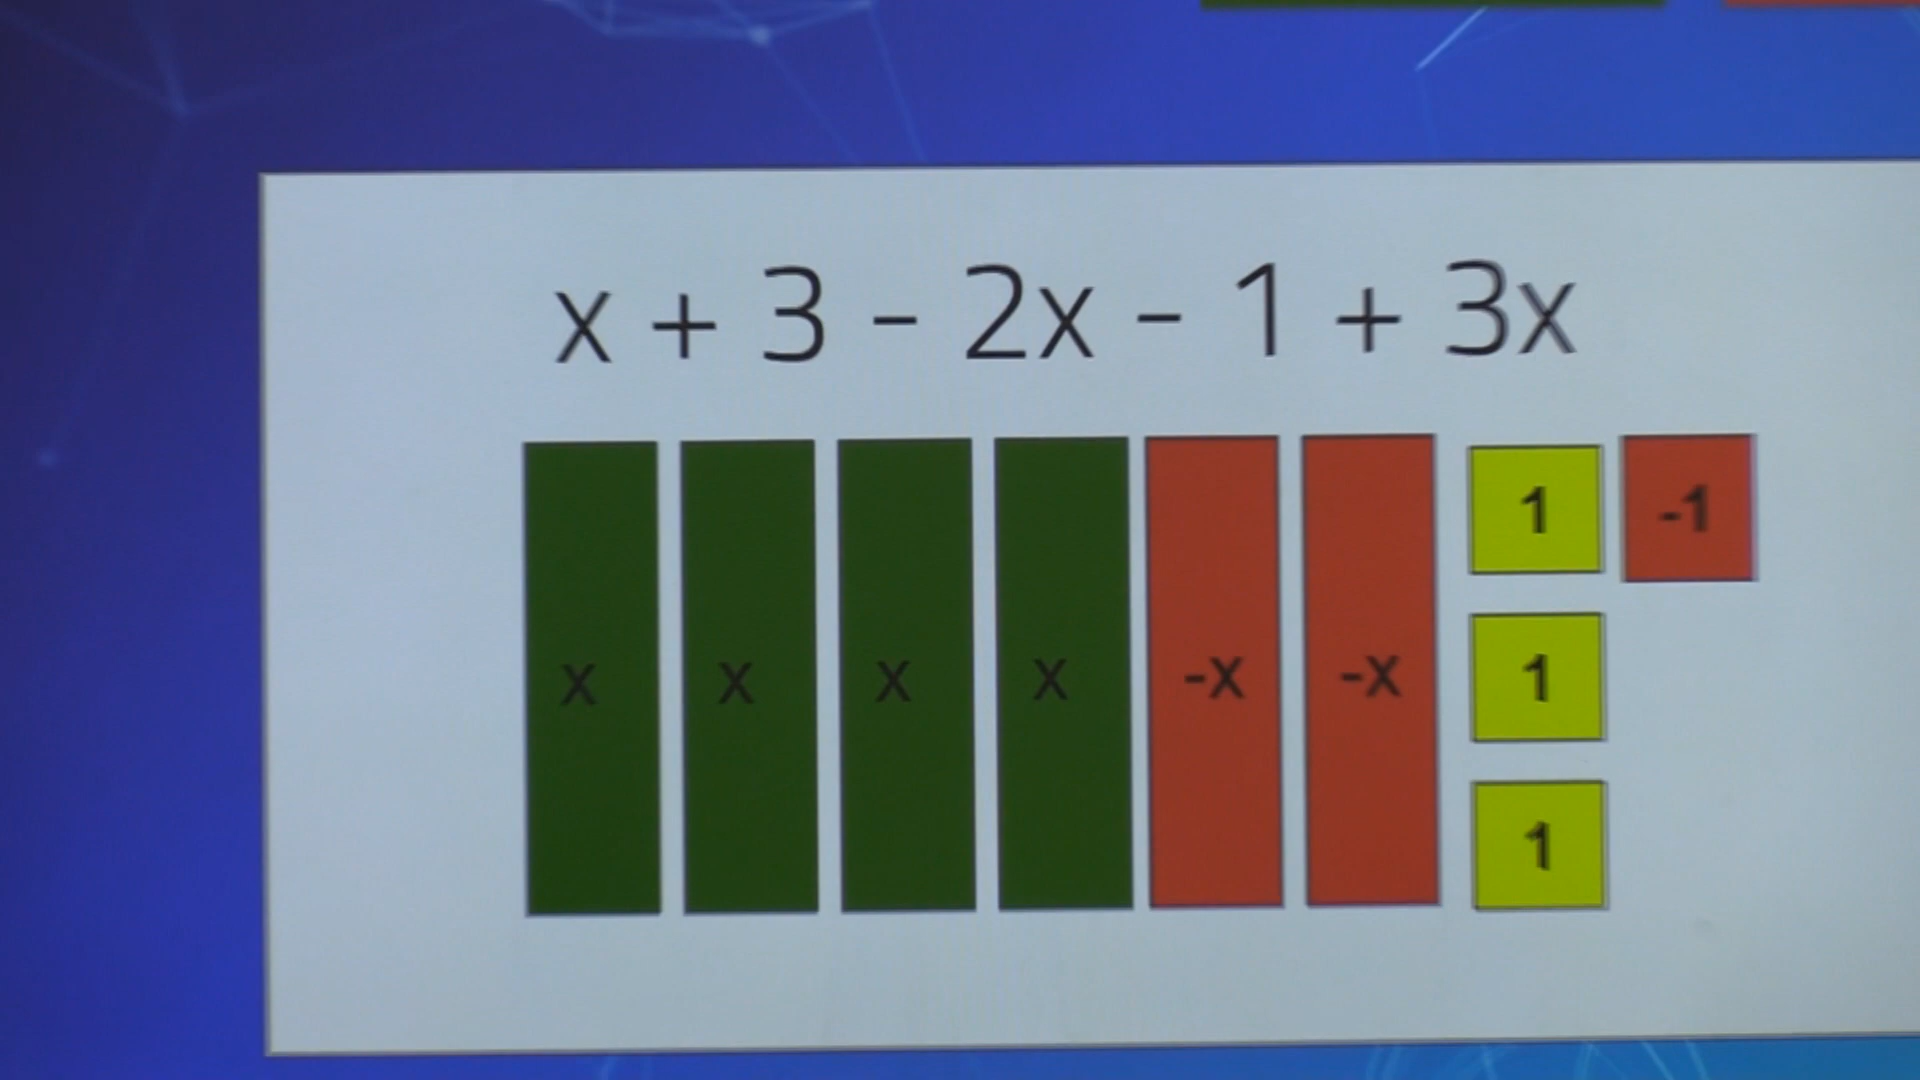 x + 3 - 2x - 1 + 3x
x x x x -x -x 1 -1
1
1